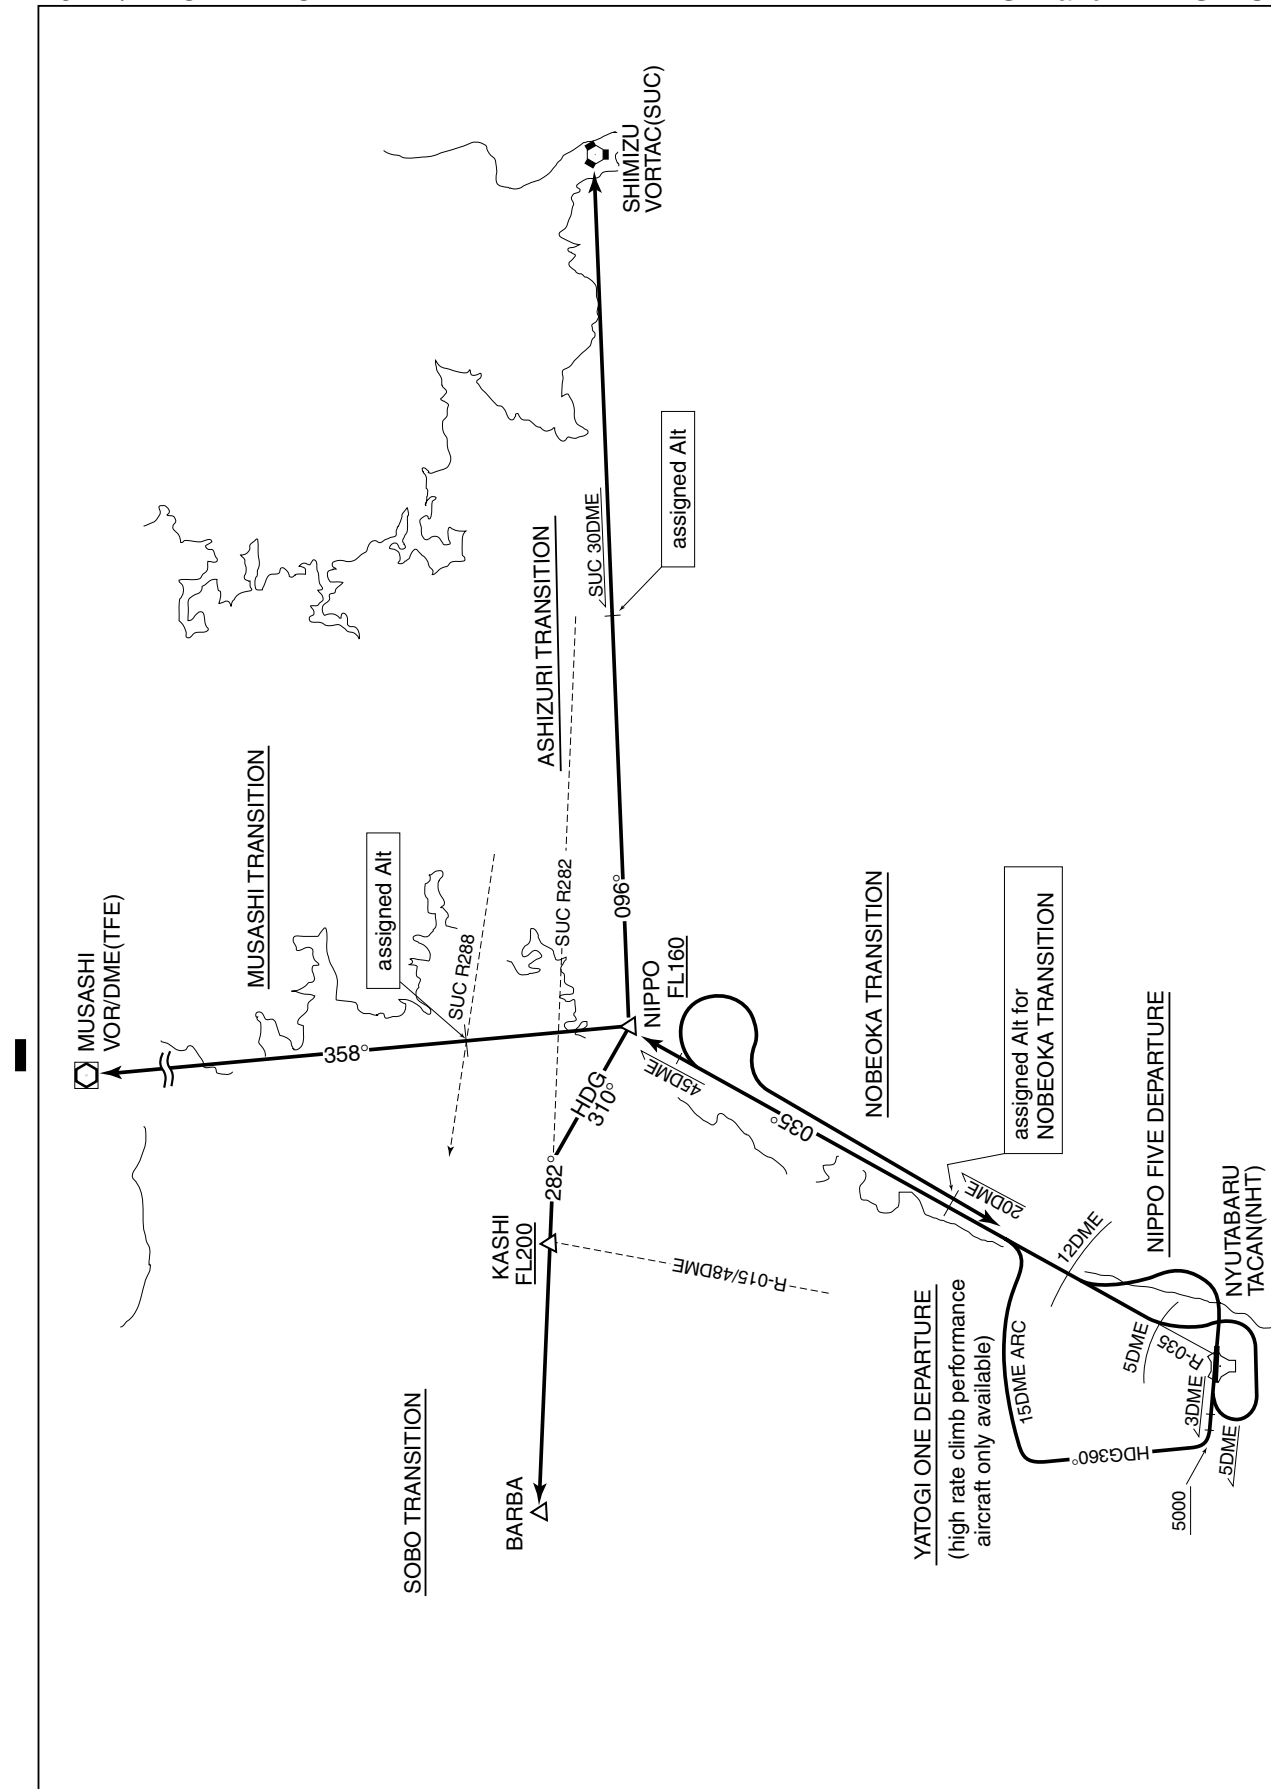 SHIMIZU
VORTAC(SUC)
MUSASHI
VOR/DME(TFE)
MUSASHI TRANSITION
assigned Alt
SUC R288
358°
ASHIZURI TRANSITION
SUC 30DME
assigned Alt
SUC R282
096°
NIPPO
FL160
HDG
310°
282°
KASHI
FL200
R-015/48DME
BARBA
SOBO TRANSITION
45DME
035°
NOBEOKA TRANSITION
assigned Alt for
NOBEOKA TRANSITION
20DME
12DME
NIPPO FIVE DEPARTURE
NYUTABARU
TACAN(NHT)
5DME
R-035
3DME
5DME
5000
HDG360°
15DME ARC
YATOGI ONE DEPARTURE
(high rate climb performance
aircraft only available)